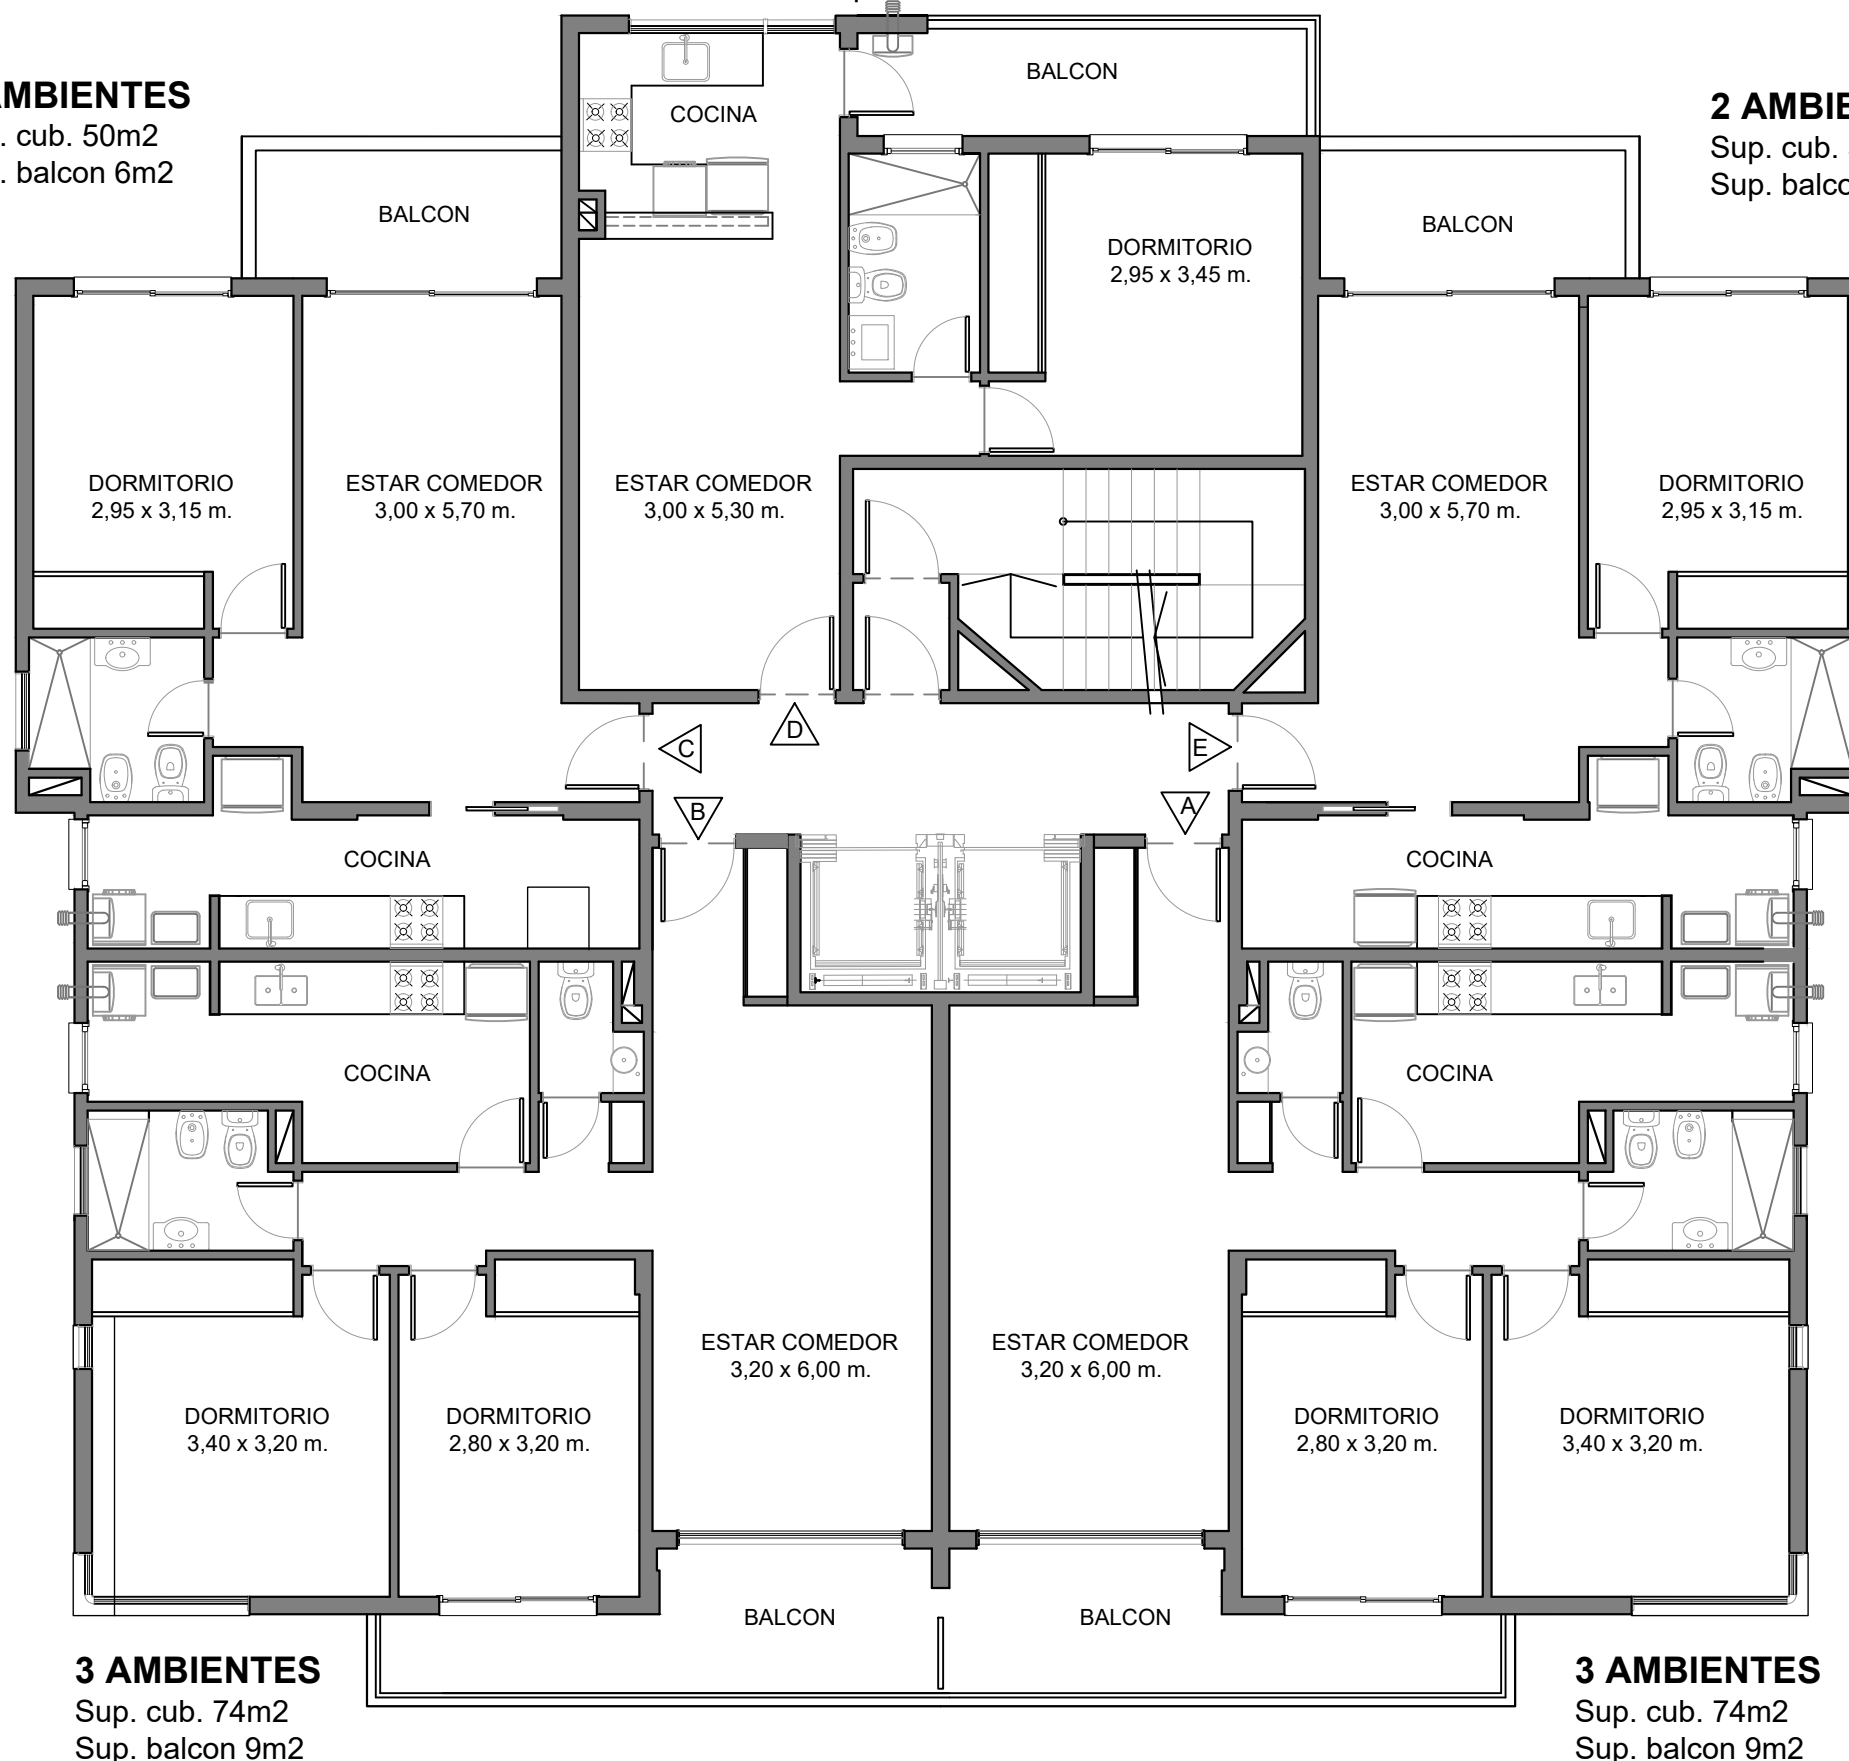 BALCON
AMBIENTES
. cub. 50m2
. balcon 6m2
COCINA
2 AMBIE
Sup. cub.
Sup. balco
BALCON
BALCON
DORMITORIO
2,95 x 3,45 m.
DORMITORIO
2,95 x 3,15 m.
ESTAR COMEDOR
3,00 x 5,70 m.
ESTAR COMEDOR
3,00 x 5,30 m.
ESTAR COMEDOR
3,00 x 5,70 m.
DORMITORIO
2,95 x 3,15 m.
D
C
E
B
A
COCINA
COCINA
COCINA
COCINA
ESTAR COMEDOR
3,20 x 6,00 m.
ESTAR COMEDOR
3,20 x 6,00 m.
DORMITORIO
3,40 x 3,20 m.
DORMITORIO
2,80 x 3,20 m.
DORMITORIO
2,80 x 3,20 m.
DORMITORIO
3,40 x 3,20 m.
BALCON
BALCON
3 AMBIENTES
Sup. cub. 74m2
Sup. balcon 9m2
3 AMBIENTES
Sup. cub. 74m2
Sup. balcon 9m2